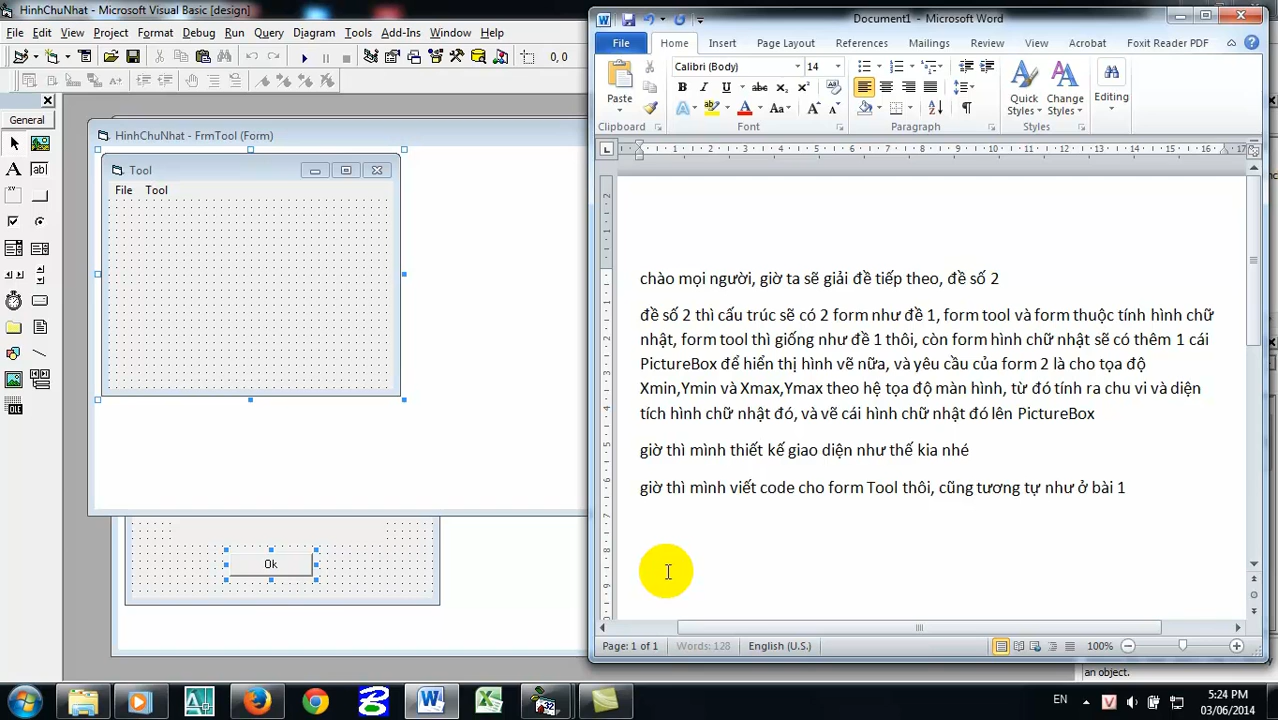 HinhChuNhat - Microsoft Visual Basic [design]
File Edit View Project Format Debug Run Query Diagram Tools Add-Ins Window Help
0, 0
General
HinhChuNhat - FrmTool (Form)
Tool
File Tool
Ok
Document1 - Microsoft Word
File Home Insert Page Layout References Mailings Review View Acrobat Foxit Reader PDF
Paste
Calibri (Body) 14
Quick Styles
Change Styles
Editing
Clipboard Font Paragraph Styles
chào mọi người, giờ ta sẽ giải đề tiếp theo, đề số 2
đề số 2 thì cấu trúc sẽ có 2 form như đề 1, form tool và form thuộc tính hình chữ
nhật, form tool thì giống như đề 1 thôi, còn form hình chữ nhật sẽ có thêm 1 cái
PictureBox để hiển thị hình vẽ nữa, và yêu cầu của form 2 là cho tọa độ
Xmin,Ymin và Xmax,Ymax theo hệ tọa độ màn hình, từ đó tính ra chu vi và diện
tích hình chữ nhật đó, và vẽ cái hình chữ nhật đó lên PictureBox
giờ thì mình thiết kế giao diện như thế kia nhé
giờ thì mình viết code cho form Tool thôi, cũng tương tự như ở bài 1
Page: 1 of 1 Words: 128 English (U.S.) 100%
an object.
EN
5:24 PM
03/06/2014